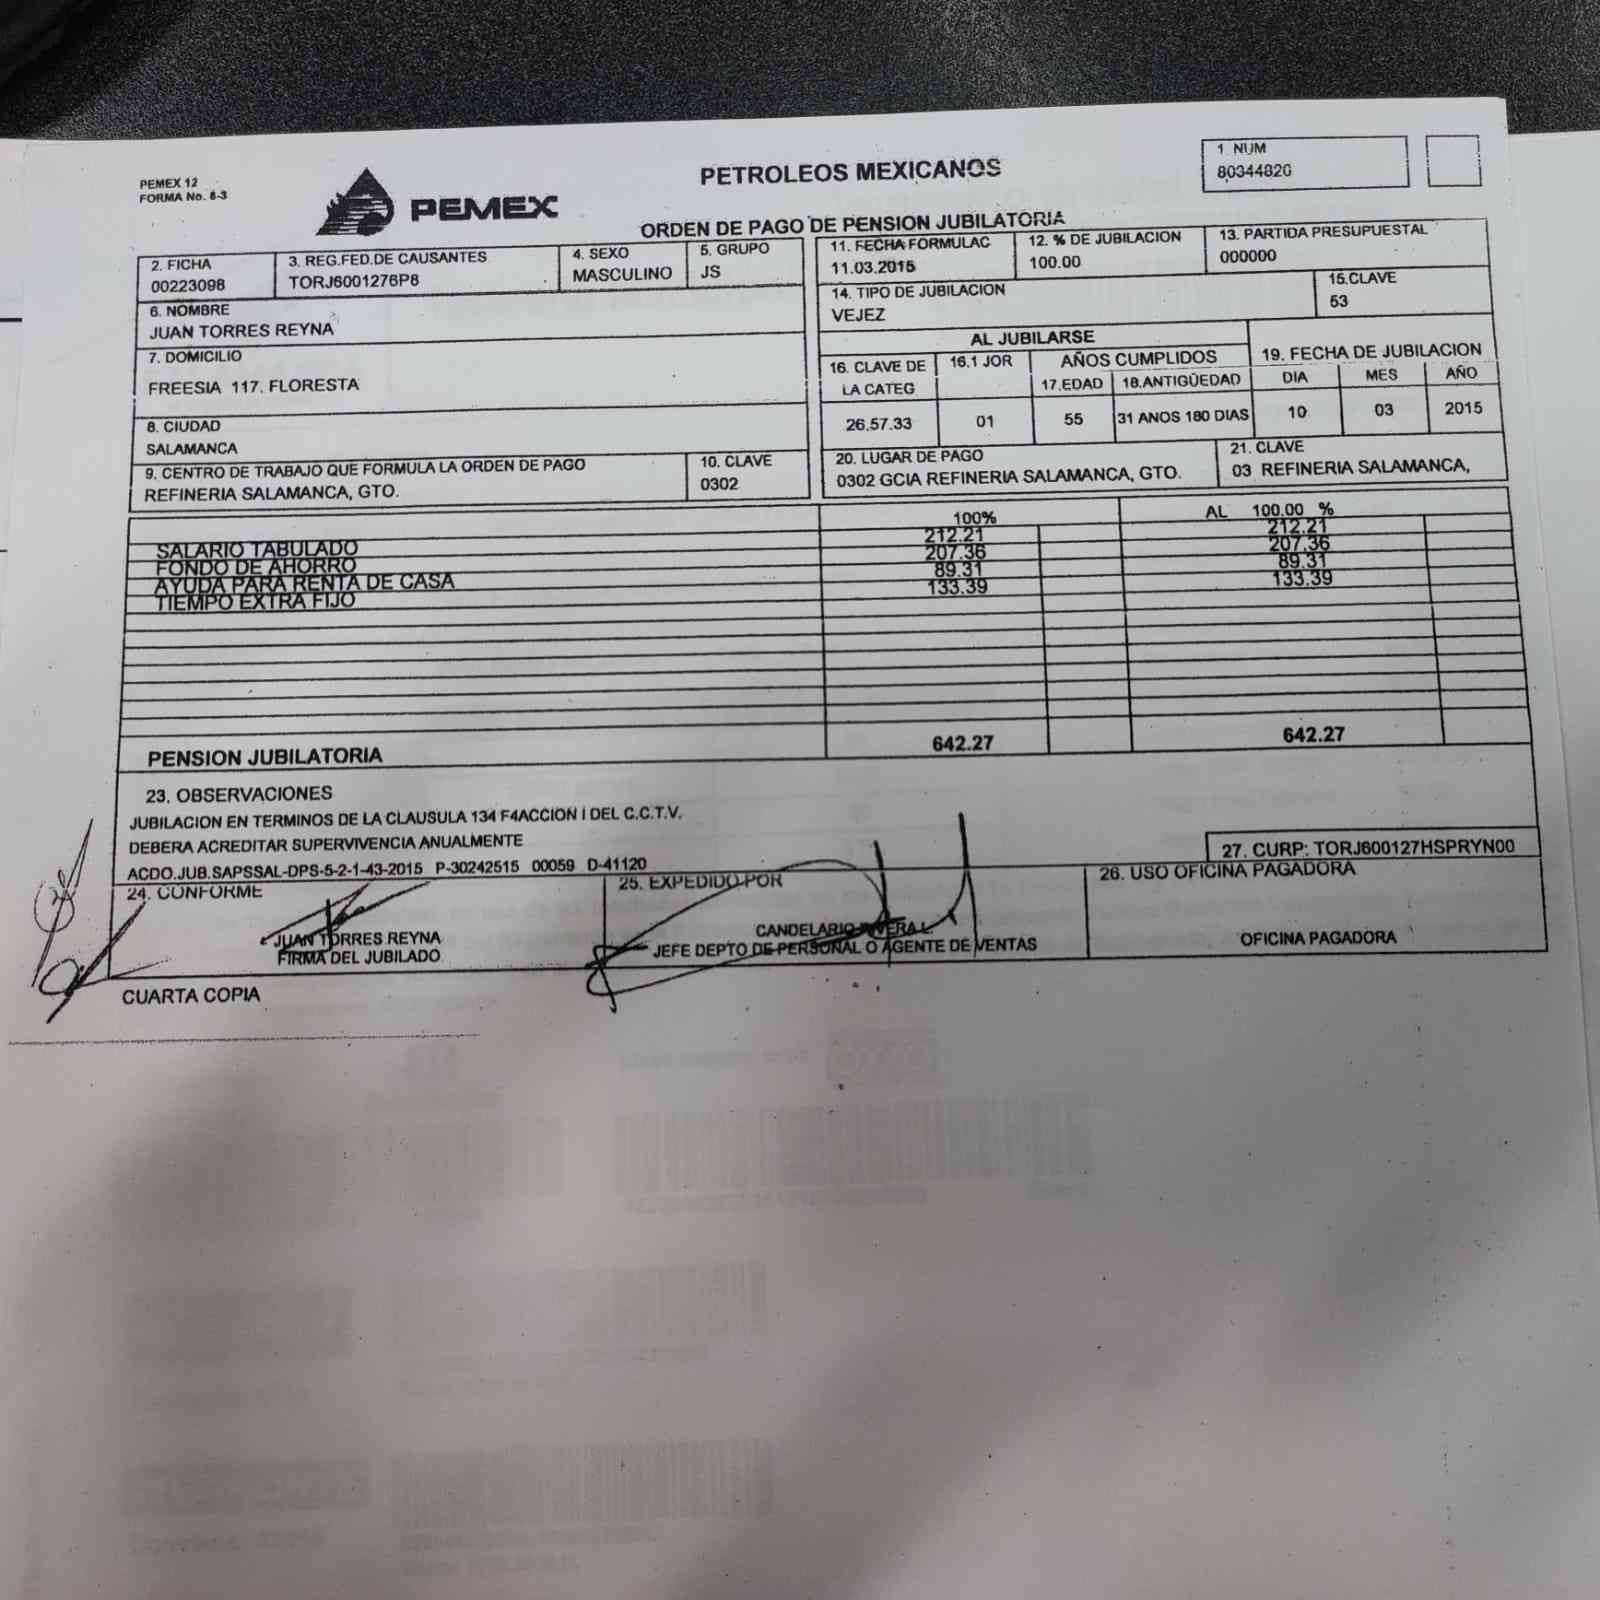 PEMEX 12
FORMA No. 6-3
PEMEX
PETROLEOS MEXICANOS
ORDEN DE PAGO DE PENSION JUBILATORIA
1. NUM
80344820
2. FICHA
00223098
3. REG.FED.DE CAUSANTES
TORJ6001276P8
4. SEXO
MASCULINO
5. GRUPO
JS
11. FECHA FORMULAC
11.03.2015
12. % DE JUBILACION
100.00
13. PARTIDA PRESUPUESTAL
000000
6. NOMBRE
JUAN TORRES REYNA
14. TIPO DE JUBILACION
VEJEZ
15.CLAVE
53
7. DOMICILIO
FREESIA 117. FLORESTA
AL JUBILARSE
16. CLAVE DE
LA CATEG
16.1 JOR
AÑOS CUMPLIDOS
17.EDAD
18.ANTIGÜEDAD
19. FECHA DE JUBILACION
DIA
MES
AÑO
26.57.33
01
55
31 ANOS 180 DIAS
10
03
2015
8. CIUDAD
SALAMANCA
9. CENTRO DE TRABAJO QUE FORMULA LA ORDEN DE PAGO
REFINERIA SALAMANCA, GTO.
10. CLAVE
0302
20. LUGAR DE PAGO
0302 GCIA REFINERIA SALAMANCA, GTO.
21. CLAVE
03 REFINERIA SALAMANCA,
100%
AL 100.00 %
SALARIO TABULADO 212.21 212.21
FONDO DE AHORRO 207.36 207.36
AYUDA PARA RENTA DE CASA 89.31 89.31
TIEMPO EXTRA FIJO 133.39 133.39
PENSION JUBILATORIA 642.27 642.27
23. OBSERVACIONES
JUBILACION EN TERMINOS DE LA CLAUSULA 134 F4ACCION I DEL C.C.T.V.
DEBERA ACREDITAR SUPERVIVENCIA ANUALMENTE
ACDO.JUB.SAPSSAL-DPS-5-2-1-43-2015 P-30242515 00059 D-41120
27. CURP: TORJ600127HSPRYN00
24. CONFORME
JUAN TORRES REYNA
FIRMA DEL JUBILADO
25. EXPEDIDO POR
CANDELARIO RIVERA L
JEFE DEPTO DE PERSONAL O AGENTE DE VENTAS
26. USO OFICINA PAGADORA
OFICINA PAGADORA
CUARTA COPIA